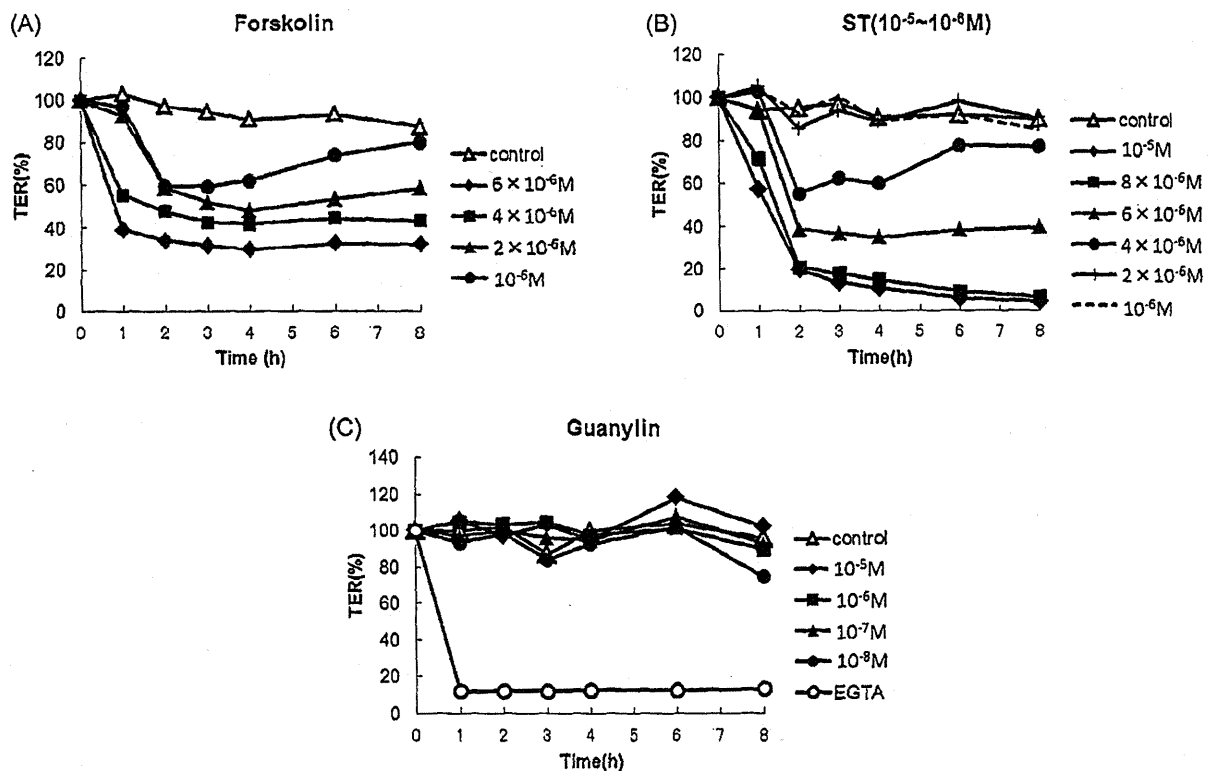 (A) Forskolin
120
100
80
60
40
20
0
TER(%)
0 1 2 3 4 5 6 7 8
Time (h)
control
6×10⁻⁶M
4×10⁻⁶M
2×10⁻⁶M
10⁻⁶M
(B) ST(10⁻⁵~10⁻⁶M)
120
100
80
60
40
20
0
TER(%)
0 1 2 3 4 5 6 7 8
Time(h)
control
10⁻⁵M
8×10⁻⁶M
6×10⁻⁶M
4×10⁻⁶M
2×10⁻⁶M
10⁻⁶M
(C) Guanylin
140
120
100
80
60
40
20
0
TER(%)
0 1 2 3 4 5 6 7 8
Time(h)
control
10⁻⁵M
10⁻⁶M
10⁻⁷M
10⁻⁸M
EGTA